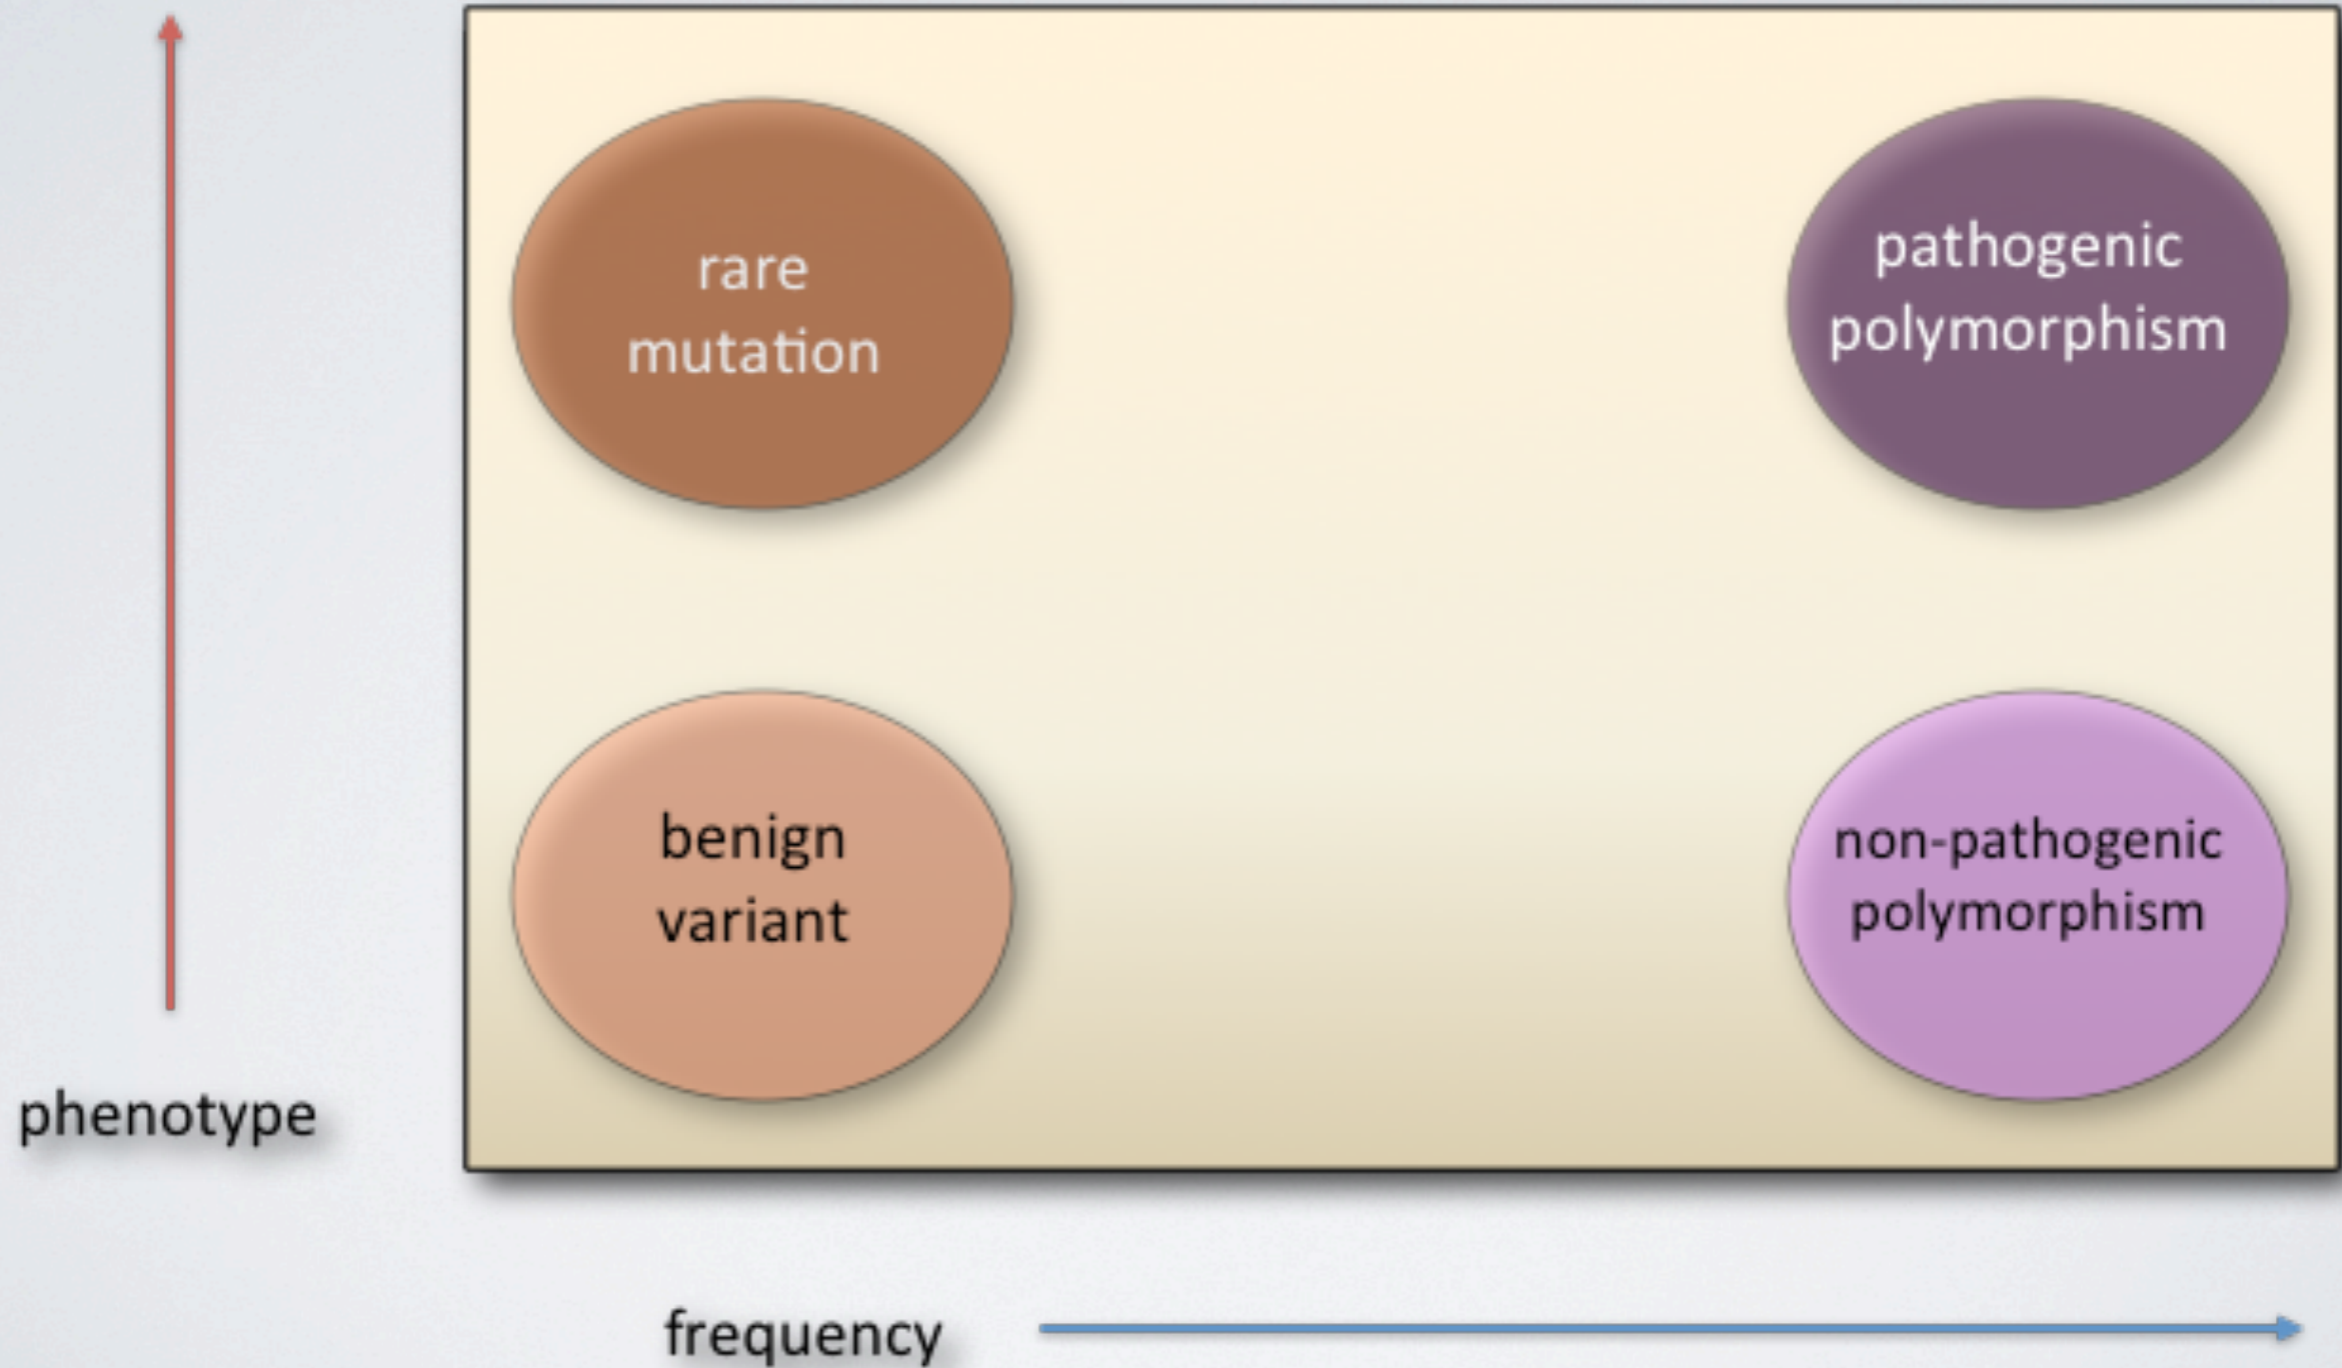 rare
mutation
pathogenic
polymorphism
benign
variant
non-pathogenic
polymorphism
phenotype
frequency